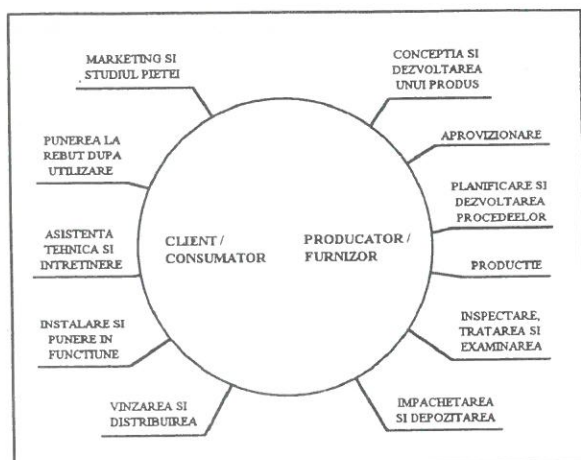 MARKETING SI
STUDIUL PIETEI
CONCEPTIA SI
DEZVOLTAREA
UNUI PRODUS
APROVIZIONARE
PLANIFICARE SI
DEZVOLTAREA
PROCEDEELOR
PRODUCTIE
INSPECTARE,
TRATAREA SI
EXAMINAREA
IMPACHETAREA
SI DEPOZITAREA
VINZAREA SI
DISTRIBUIREA
INSTALARE SI
PUNERE IN
FUNCTIUNE
ASISTENTA
TEHNICA SI
INTRETINERE
PUNEREA LA
REBUT DUPA
UTILIZARE
CLIENT /
CONSUMATOR
PRODUCATOR /
FURNIZOR